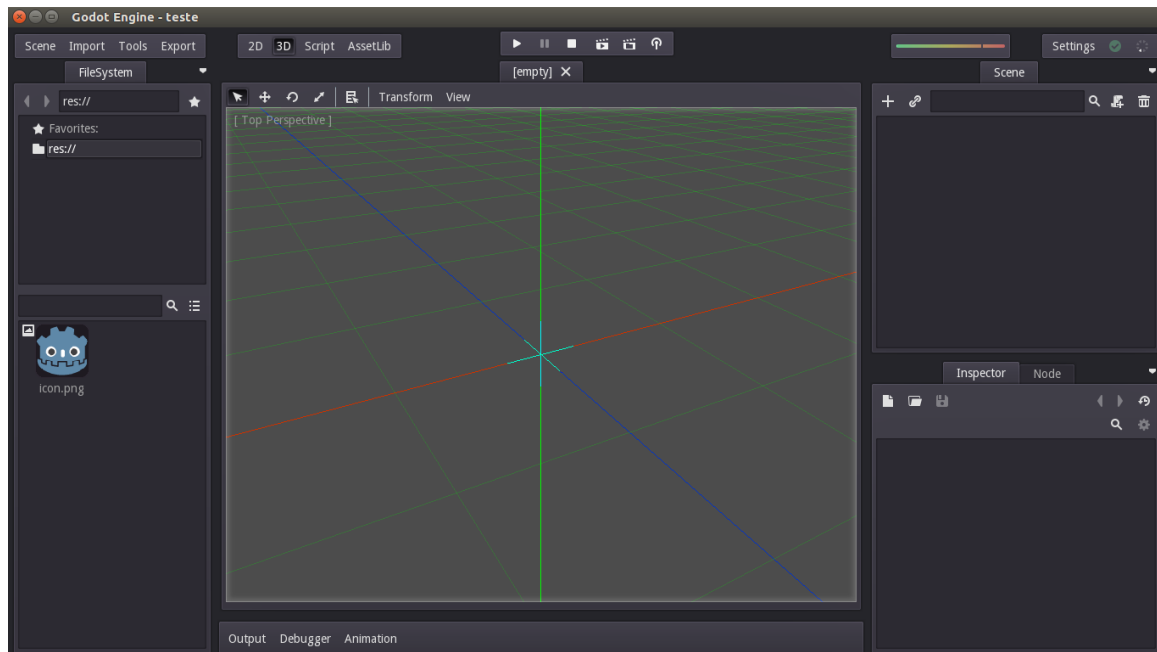 Godot Engine - teste
Scene Import Tools Export
2D 3D Script AssetLib
Settings
FileSystem
[empty]
Scene
res://
Transform View
[ Top Perspective ]
Favorites:
res://
icon.png
Inspector Node
Output Debugger Animation